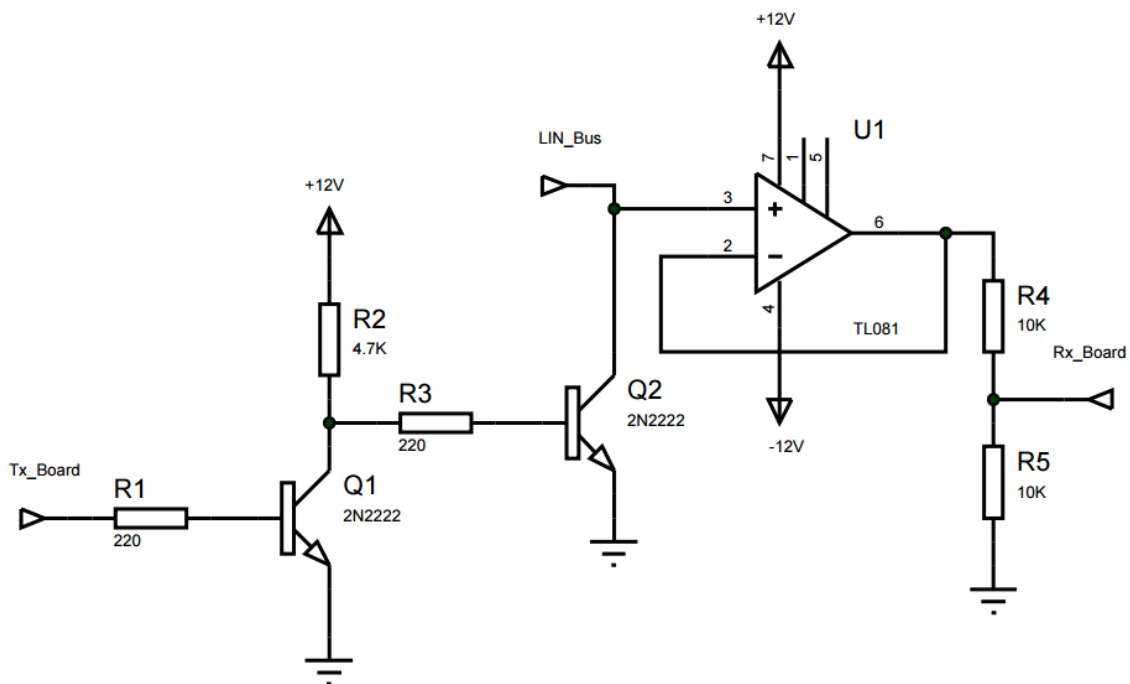 +12V
U1
LIN_Bus
7
1
5
+12V
3
+
6
2
−
4
R2
4.7K
TL081
R4
10K
Rx_Board
R3
220
Q2
2N2222
-12V
Tx_Board
R1
220
Q1
2N2222
R5
10K